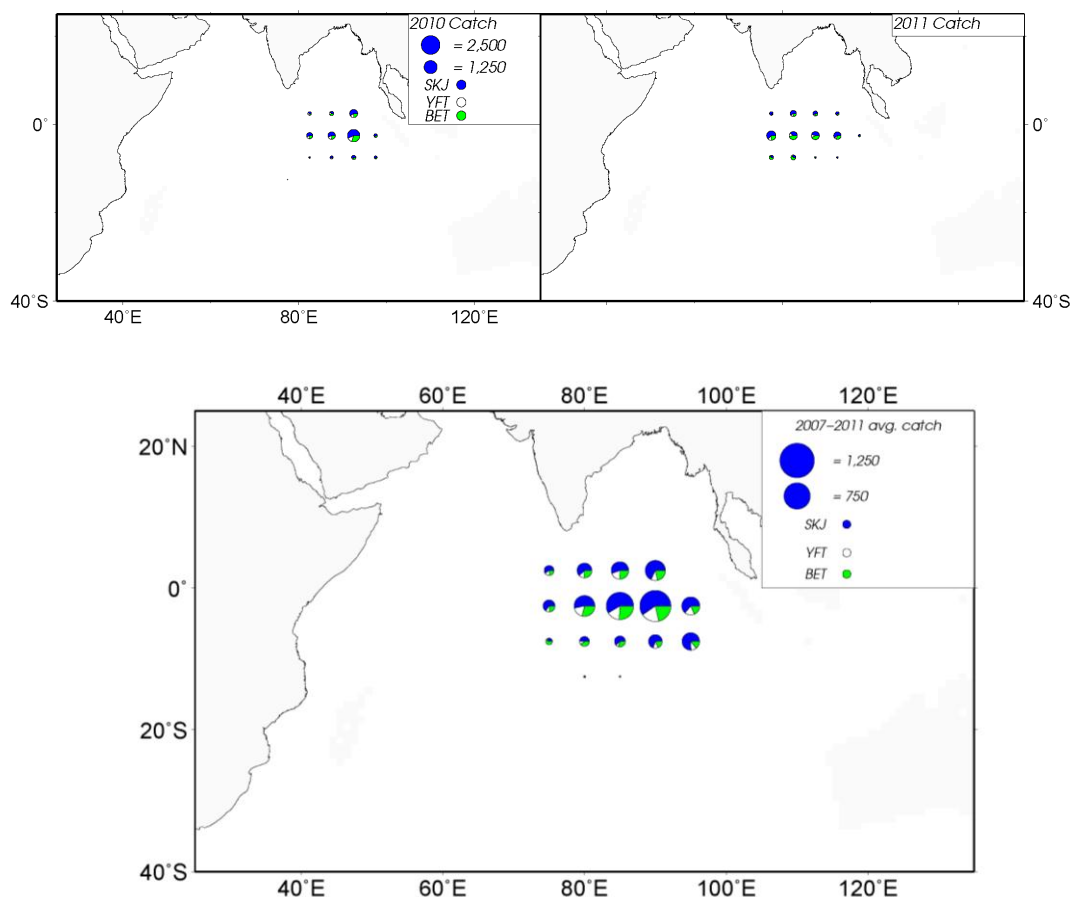 2010 Catch
= 2,500
= 1,250
SKJ
YFT
BET
2011 Catch
0° 0°
40°S 40°S
40°E 80°E 120°E
40°E 60°E 80°E 100°E 120°E
2007–2011 avg. catch
20°N
= 1,250
= 750
SKJ
YFT
BET
0°
20°S
40°S
40°E 60°E 80°E 100°E 120°E